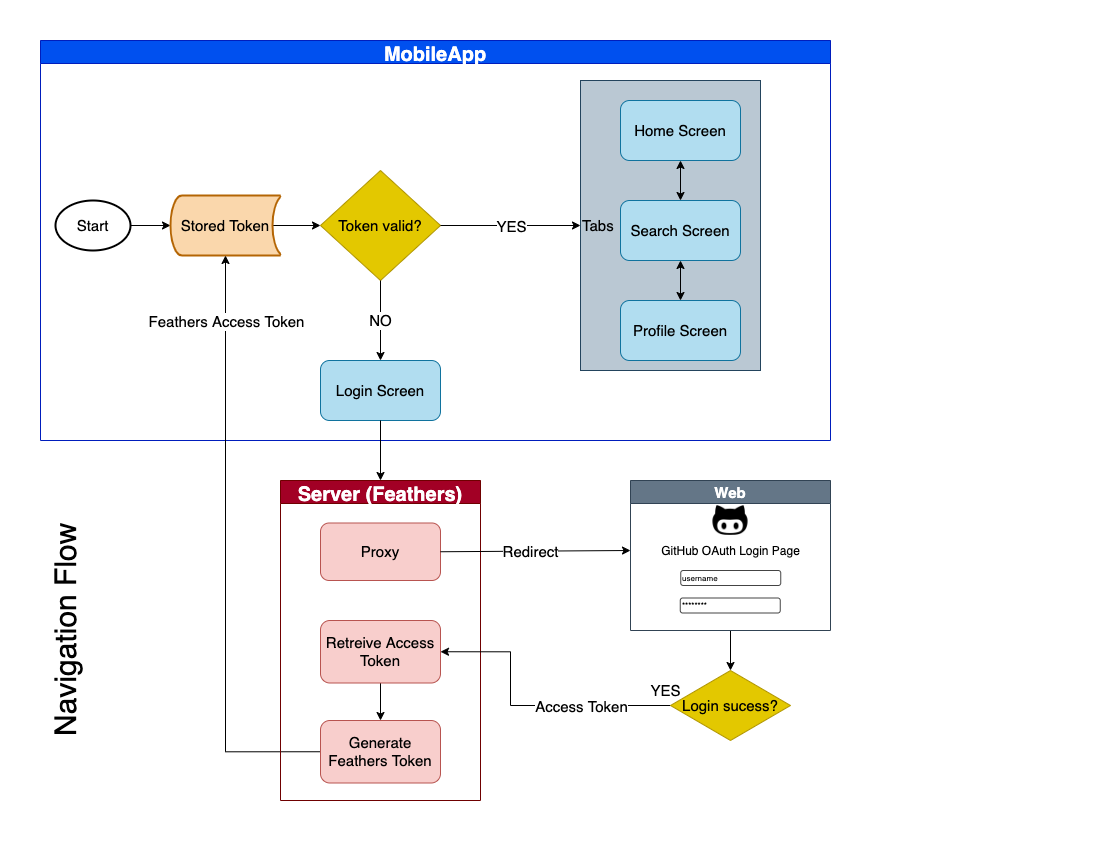 MobileApp
Home Screen
Start
Stored Token
Token valid?
YES
Tabs
Search Screen
Feathers Access Token
NO
Profile Screen
Login Screen
Server (Feathers)
Web
Proxy
Redirect
GitHub OAuth Login Page
username
********
Navigation Flow
Retreive Access
Token
YES
Access Token
Login sucess?
Generate
Feathers Token